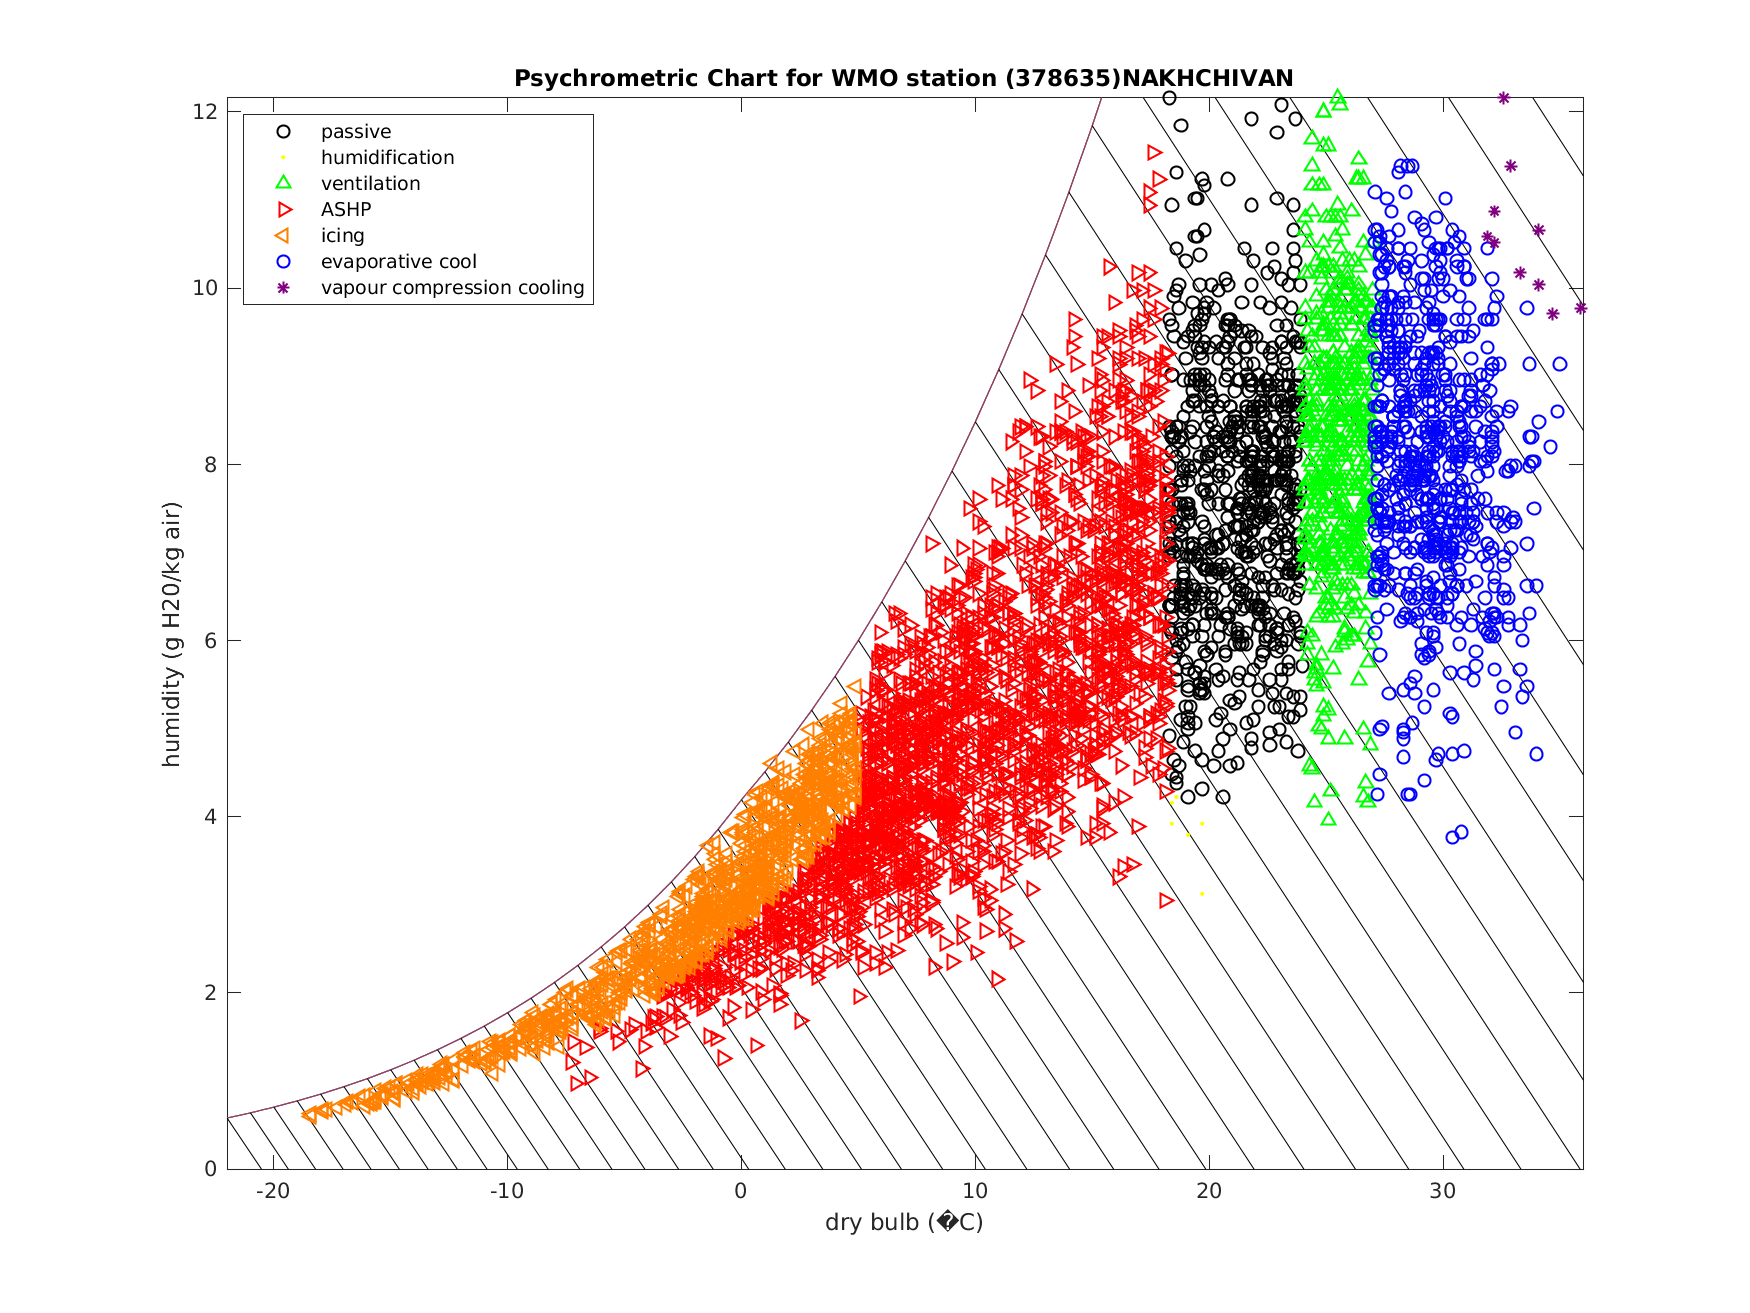 Psychrometric Chart for WMO station (378635)NAKHCHIVAN
passive
humidification
ventilation
ASHP
icing
evaporative cool
vapour compression cooling
humidity (g H20/kg air)
12
10
8
6
4
2
0
-20 -10 0 10 20 30
dry bulb (�C)